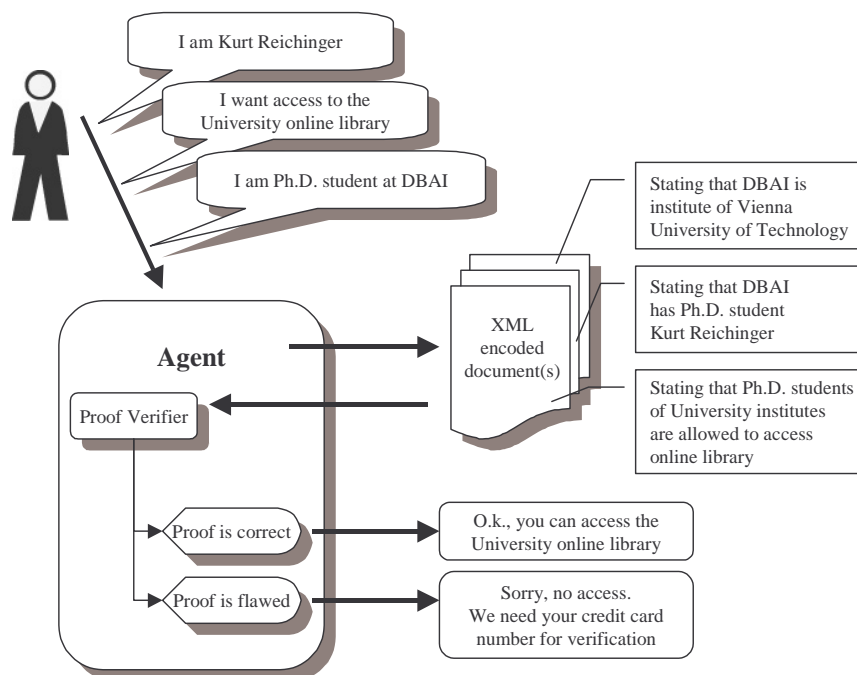 I am Kurt Reichinger
I want access to the
University online library
I am Ph.D. student at DBAI
Stating that DBAI is
institute of Vienna
University of Technology
Stating that DBAI
has Ph.D. student
Kurt Reichinger
Stating that Ph.D. students
of University institutes
are allowed to access
online library
XML
encoded
document(s)
Agent
Proof Verifier
Proof is correct
O.k., you can access the
University online library
Proof is flawed
Sorry, no access.
We need your credit card
number for verification